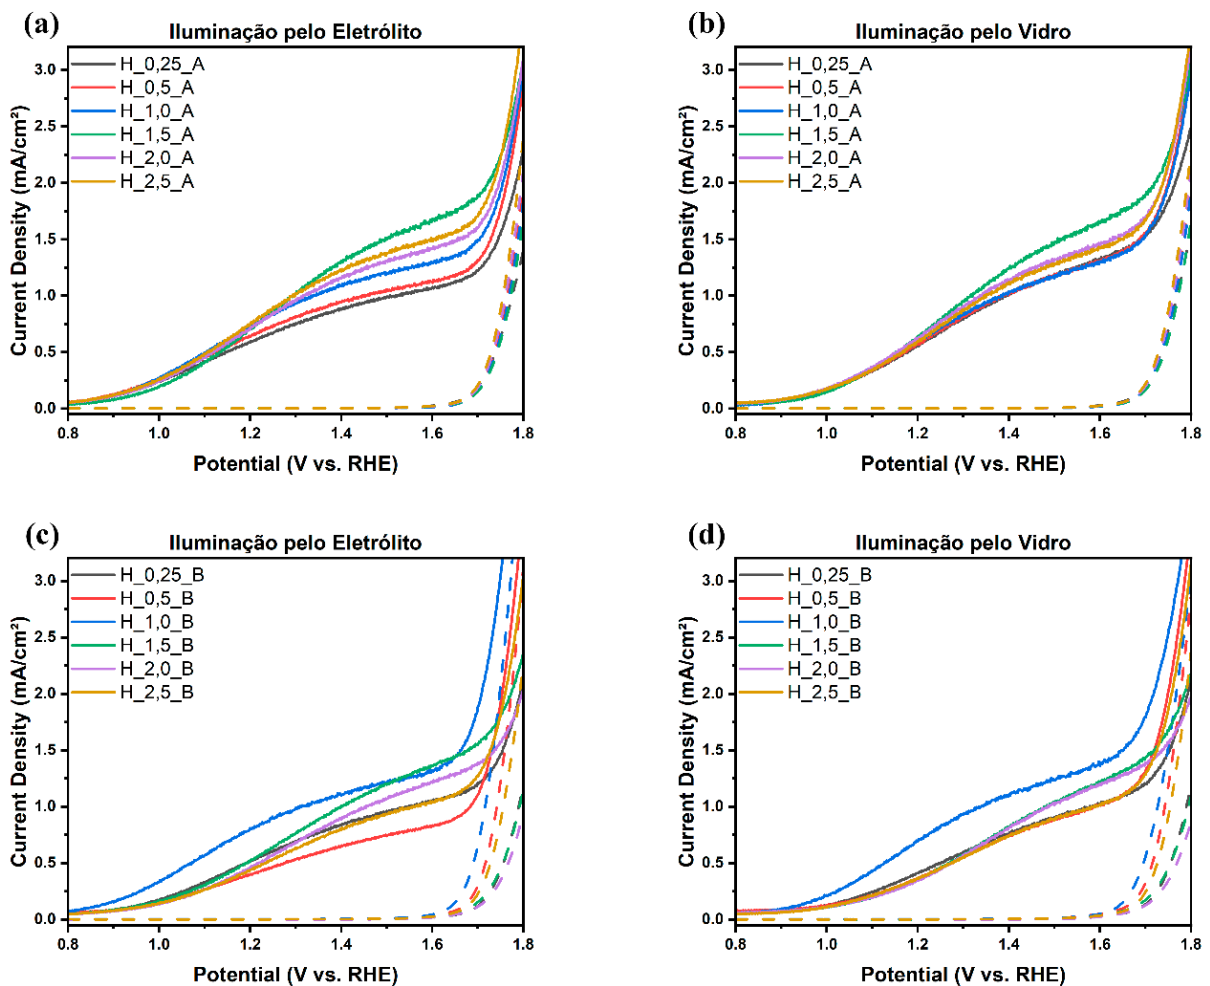 (a)
Iluminação pelo Eletrólito
H_0,25_A
H_0,5_A
H_1,0_A
H_1,5_A
H_2,0_A
H_2,5_A
Current Density (mA/cm²)
3.0
2.5
2.0
1.5
1.0
0.5
0.0
0.8 1.0 1.2 1.4 1.6 1.8
Potential (V vs. RHE)
(b)
Iluminação pelo Vidro
H_0,25_A
H_0,5_A
H_1,0_A
H_1,5_A
H_2,0_A
H_2,5_A
Current Density (mA/cm²)
3.0
2.5
2.0
1.5
1.0
0.5
0.0
0.8 1.0 1.2 1.4 1.6 1.8
Potential (V vs. RHE)
(c)
Iluminação pelo Eletrólito
H_0,25_B
H_0,5_B
H_1,0_B
H_1,5_B
H_2,0_B
H_2,5_B
Current Density (mA/cm²)
3.0
2.5
2.0
1.5
1.0
0.5
0.0
0.8 1.0 1.2 1.4 1.6 1.8
Potential (V vs. RHE)
(d)
Iluminação pelo Vidro
H_0,25_B
H_0,5_B
H_1,0_B
H_1,5_B
H_2,0_B
H_2,5_B
Current Density (mA/cm²)
3.0
2.5
2.0
1.5
1.0
0.5
0.0
0.8 1.0 1.2 1.4 1.6 1.8
Potential (V vs. RHE)